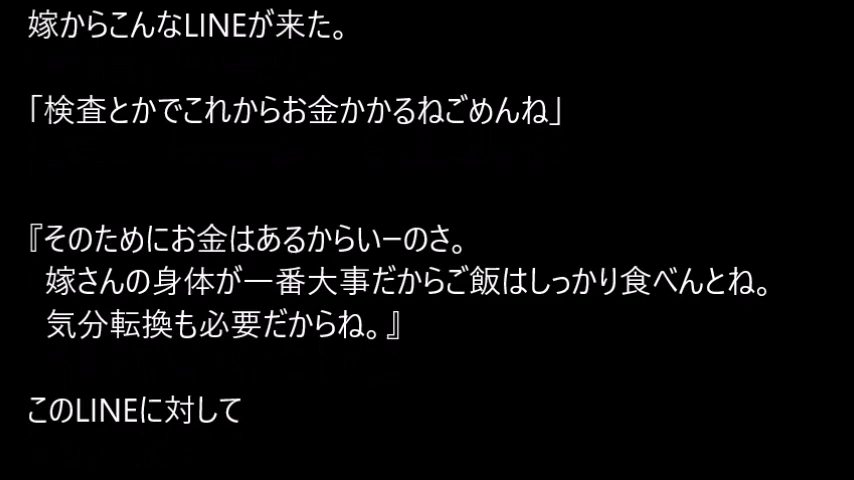 嫁からこんなLINEが来た。
「検査とかでこれからお金かかるねごめんね」
『そのためにお金はあるからいーのさ。
嫁さんの身体が一番大事だからご飯はしっかり食べんとね。
気分転換も必要だからね。』
このLINEに対して